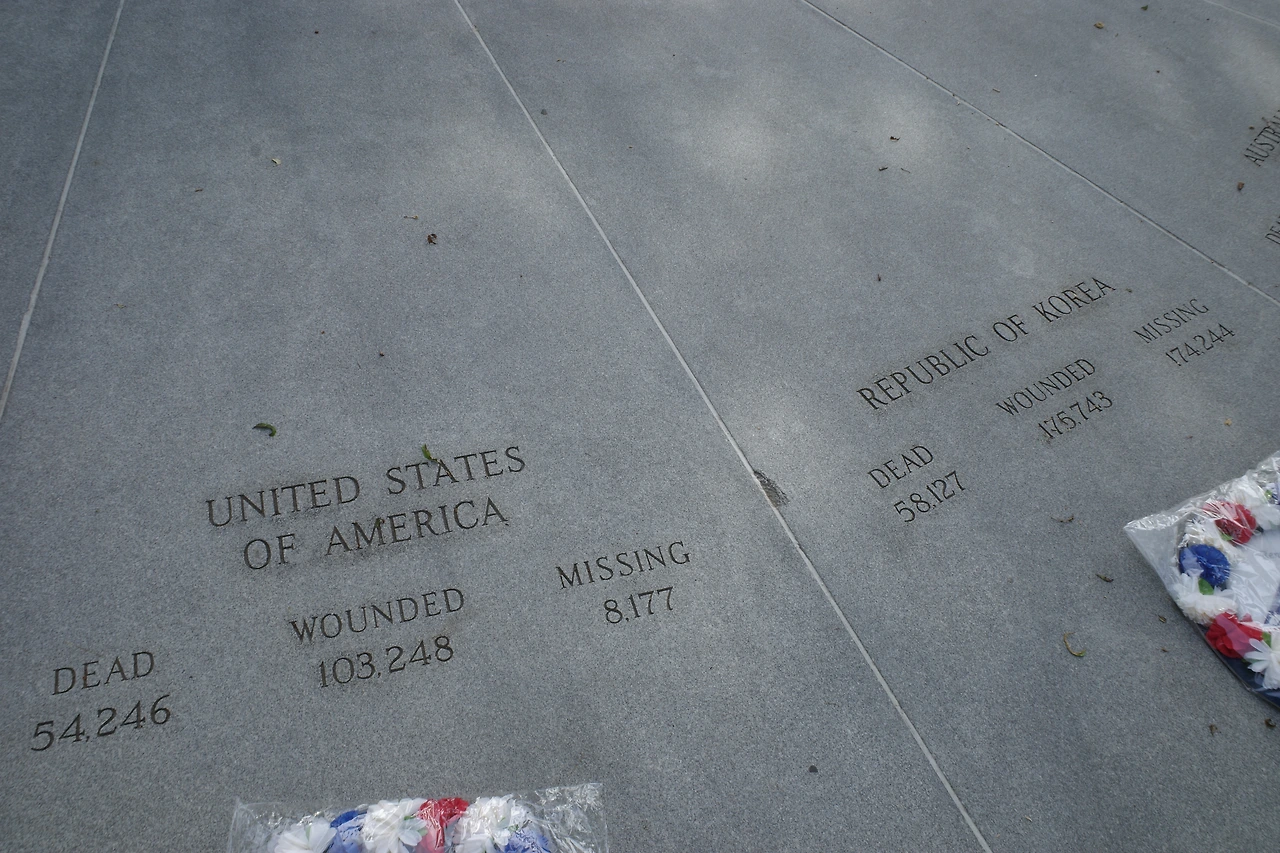 UNITED STATES
OF AMERICA
DEAD WOUNDED MISSING
54,246 103,248 8,177
REPUBLIC OF KOREA
DEAD WOUNDED MISSING
58,127 175,743 174,244